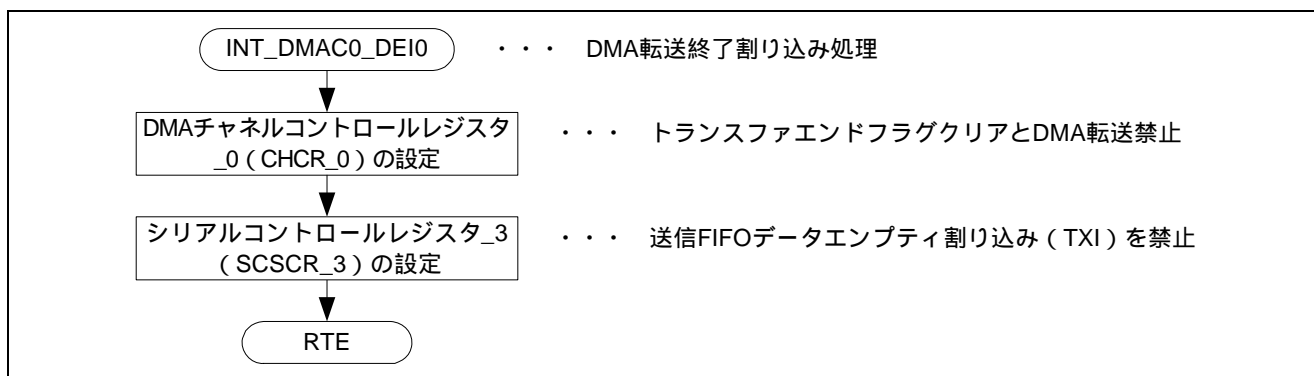 INT_DMAC0_DEI0 ・・・ DMA転送終了割り込み処理
DMAチャネルコントロールレジスタ
_0(CHCR_0)の設定
・・・ トランスファエンドフラグクリアとDMA転送禁止
シリアルコントロールレジスタ_3
(SCSCR_3)の設定
・・・ 送信FIFOデータエンプティ割り込み(TXI)を禁止
RTE